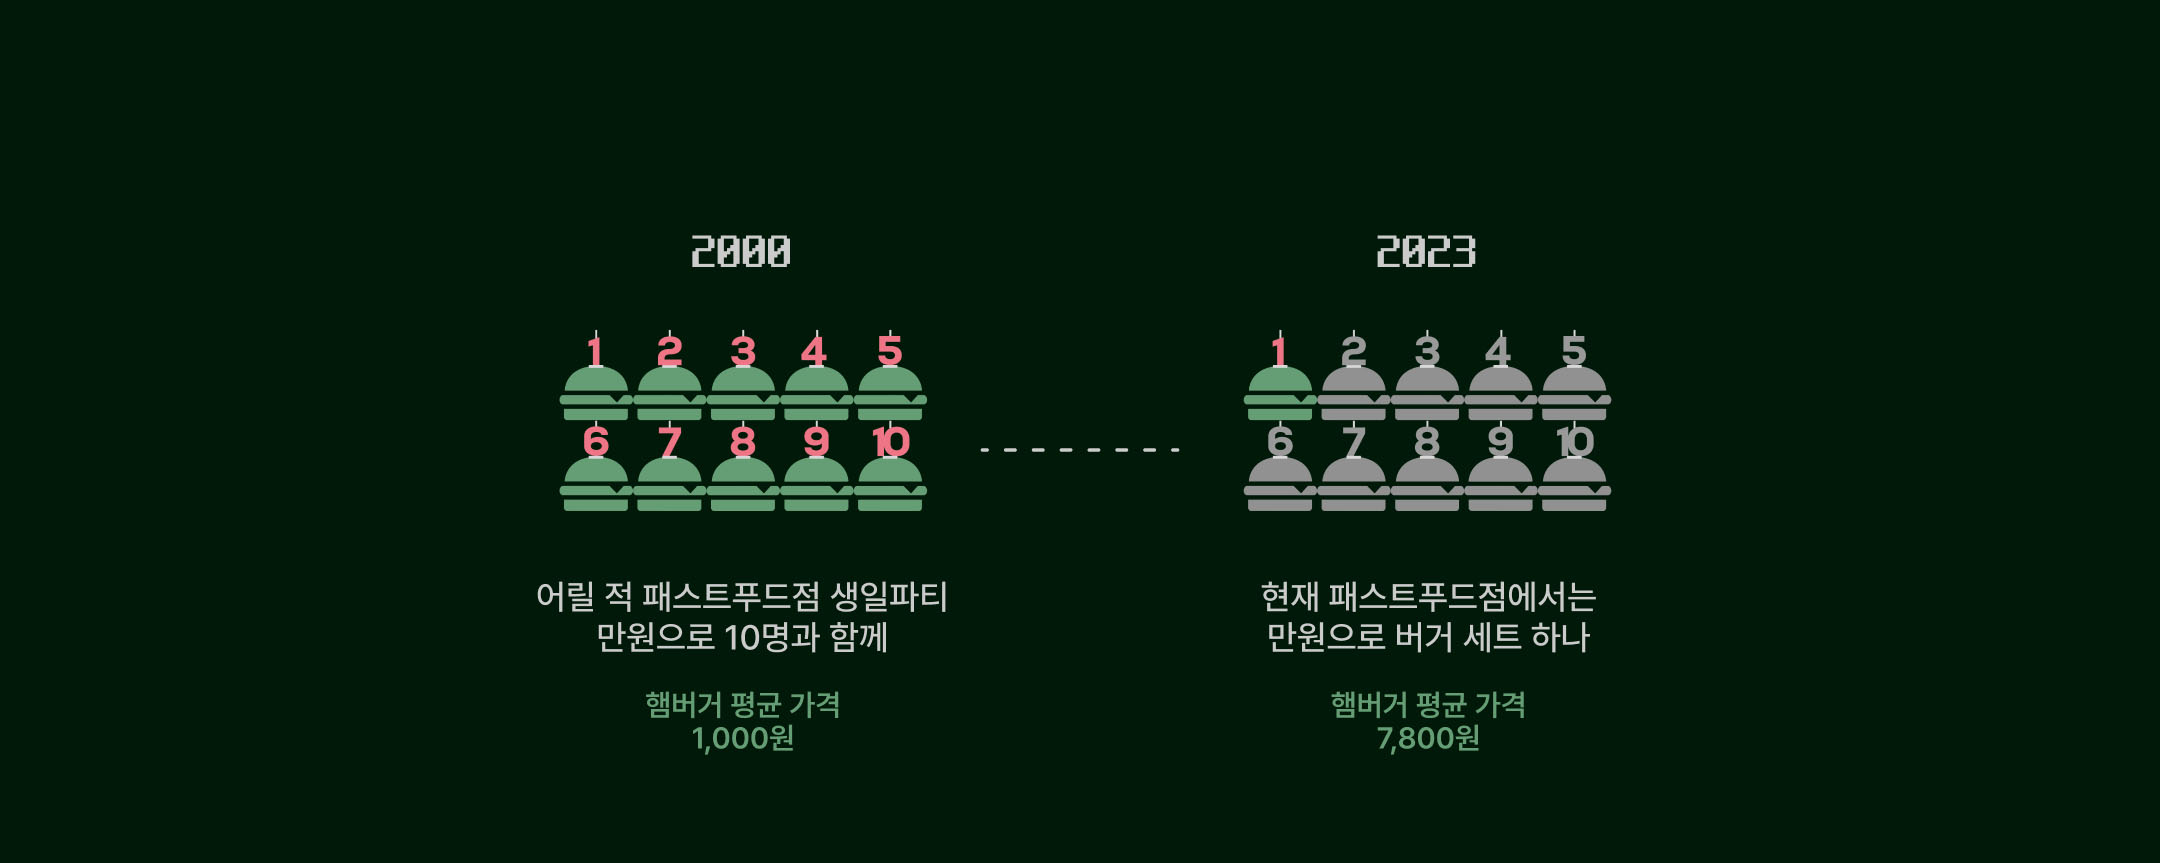 2000
1 2 3 4 5
6 7 8 9 10
어릴 적 패스트푸드점 생일파티
만원으로 10명과 함께
햄버거 평균 가격
1,000원
2023
1 2 3 4 5
6 7 8 9 10
현재 패스트푸드점에서는
만원으로 버거 세트 하나
햄버거 평균 가격
7,800원